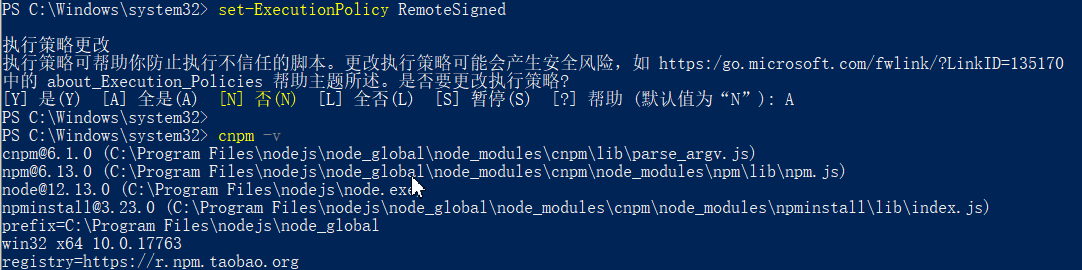 PS C:\Windows\system32> set-ExecutionPolicy RemoteSigned
执行策略更改
执行策略可帮助你防止执行不信任的脚本。更改执行策略可能会产生安全风险，如 https:/go.microsoft.com/fwlink/?LinkID=135170
中的 about_Execution_Policies 帮助主题所述。是否要更改执行策略?
[Y] 是(Y)  [A] 全是(A)  [N] 否(N)  [L] 全否(L)  [S] 暂停(S)  [?] 帮助 (默认值为“N”): A
PS C:\Windows\system32>
PS C:\Windows\system32> cnpm -v
cnpm@6.1.0 (C:\Program Files\nodejs\node_global\node_modules\cnpm\lib\parse_argv.js)
npm@6.13.0 (C:\Program Files\nodejs\node_global\node_modules\cnpm\node_modules\npm\lib\npm.js)
node@12.13.0 (C:\Program Files\nodejs\node.exe)
npminstall@3.23.0 (C:\Program Files\nodejs\node_global\node_modules\cnpm\node_modules\npminstall\lib\index.js)
prefix=C:\Program Files\nodejs\node_global
win32 x64 10.0.17763
registry=https://r.npm.taobao.org